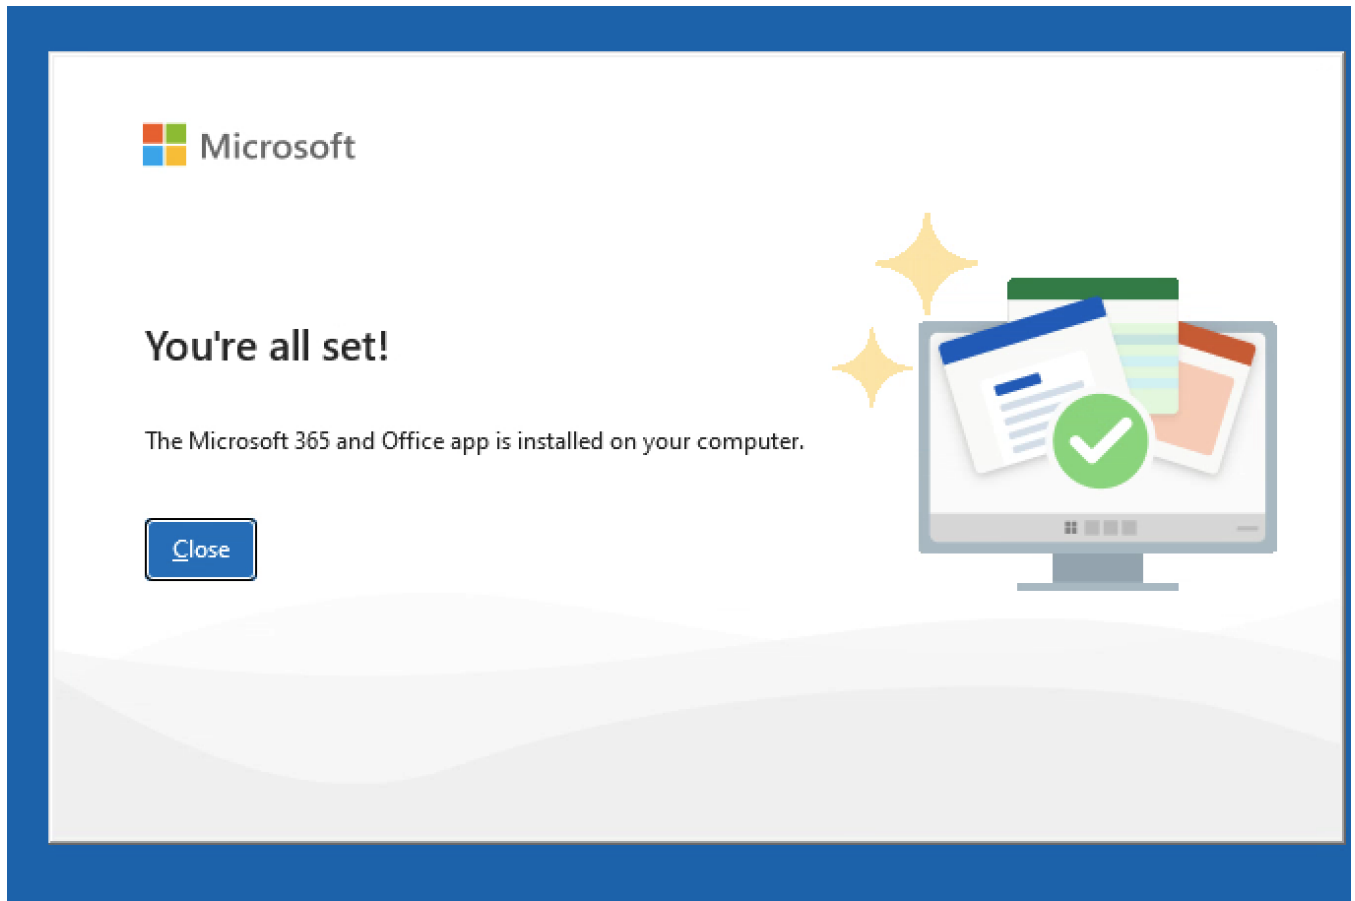 Microsoft
You're all set!
The Microsoft 365 and Office app is installed on your computer.
Close